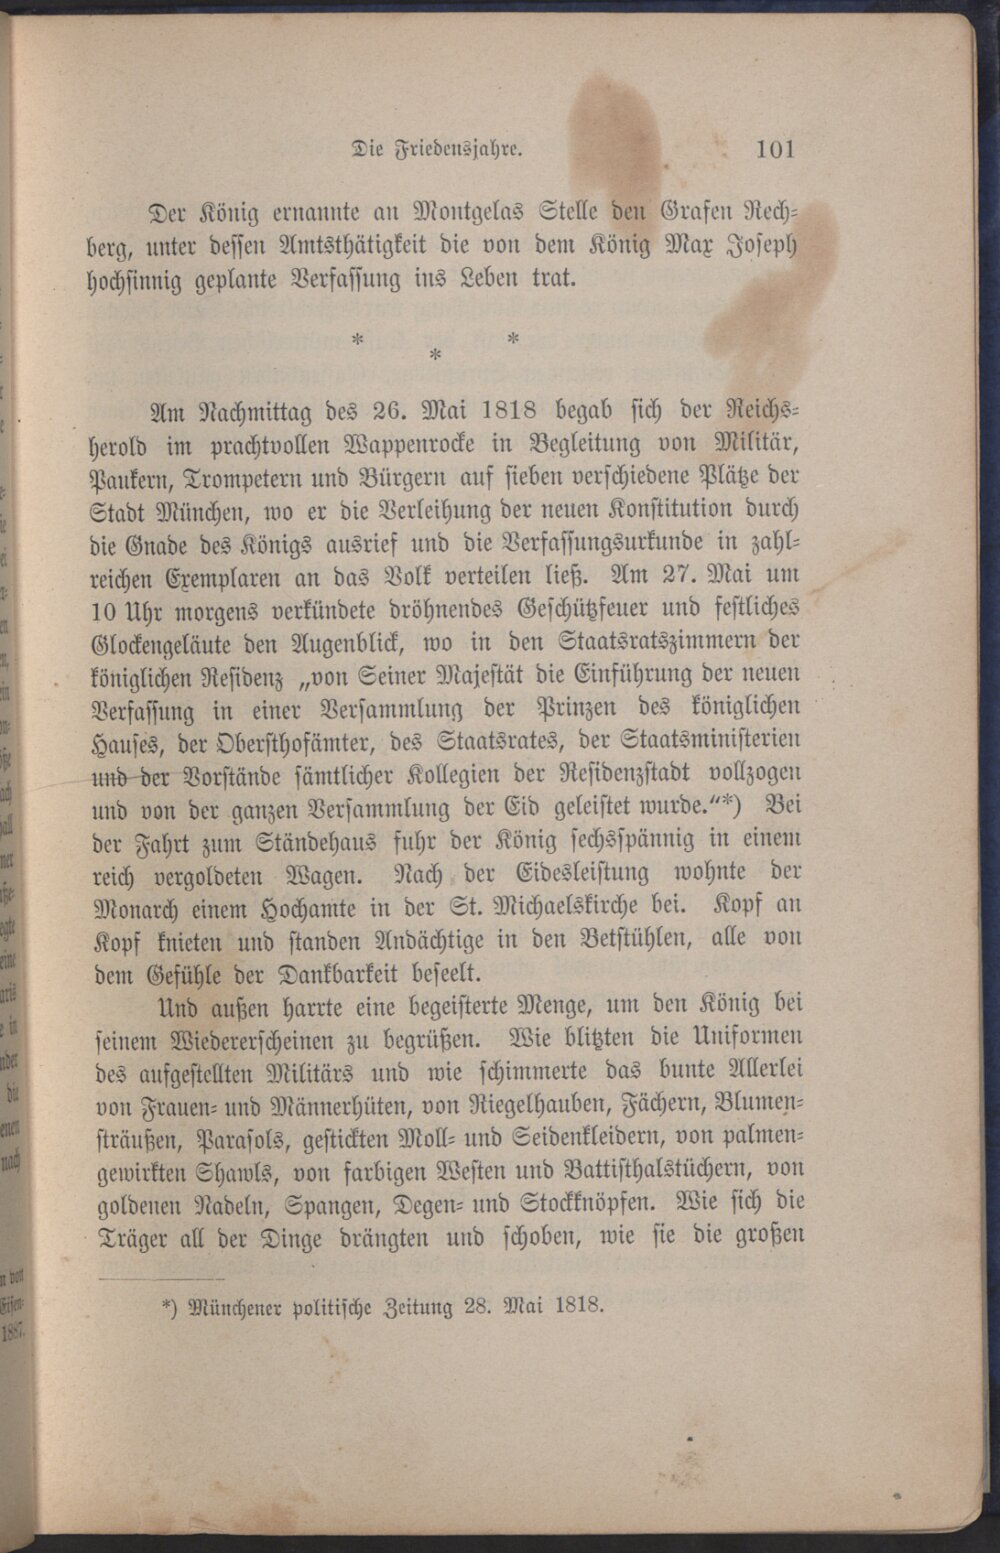 Die Friedensjahre. 101
Der König ernannte an Montgelas Stelle den Grafen Rech-
berg, unter dessen Amtsthätigkeit die von dem König Max Joseph
hochsinnig geplante Verfassung ins Leben trat.
* * *
Am Nachmittag des 26. Mai 1818 begab sich der Reichs-
herold im prachtvollen Wappenrocke in Begleitung von Militär,
Paukern, Trompetern und Bürgern auf sieben verschiedene Plätze der
Stadt München, wo er die Verleihung der neuen Konstitution durch
die Gnade des Königs ausrief und die Verfassungsurkunde in zahl-
reichen Exemplaren an das Volk verteilen ließ. Am 27. Mai um
10 Uhr morgens verkündete dröhnendes Geschützfeuer und festliches
Glockengeläute den Augenblick, wo in den Staatsratszimmern der
königlichen Residenz „von Seiner Majestät die Einführung der neuen
Verfassung in einer Versammlung der Prinzen des königlichen
Hauses, der Obersthofämter, des Staatsrates, der Staatsministerien
und der Vorstände sämtlicher Kollegien der Residenzstadt vollzogen
und von der ganzen Versammlung der Eid geleistet wurde."*) Bei
der Fahrt zum Ständehaus fuhr der König sechsspännig in einem
reich vergoldeten Wagen. Nach der Eidesleistung wohnte der
Monarch einem Hochamte in der St. Michaelskirche bei. Kopf an
Kopf knieten und standen Andächtige in den Betstühlen, alle von
dem Gefühle der Dankbarkeit beseelt.
Und außen harrte eine begeisterte Menge, um den König bei
seinem Wiedererscheinen zu begrüßen. Wie blitzten die Uniformen
des aufgestellten Militärs und wie schimmerte das bunte Allerlei
von Frauen- und Männerhüten, von Riegelhauben, Fächern, Blumen-
sträußen, Parasols, gestickten Moll- und Seidenkleidern, von palmen-
gewirkten Shawls, von farbigen Westen und Battisthalstüchern, von
goldenen Nadeln, Spangen, Degen- und Stockknöpfen. Wie sich die
Träger all der Dinge drängten und schoben, wie sie die großen
*) Münchener politische Zeitung 28. Mai 1818.